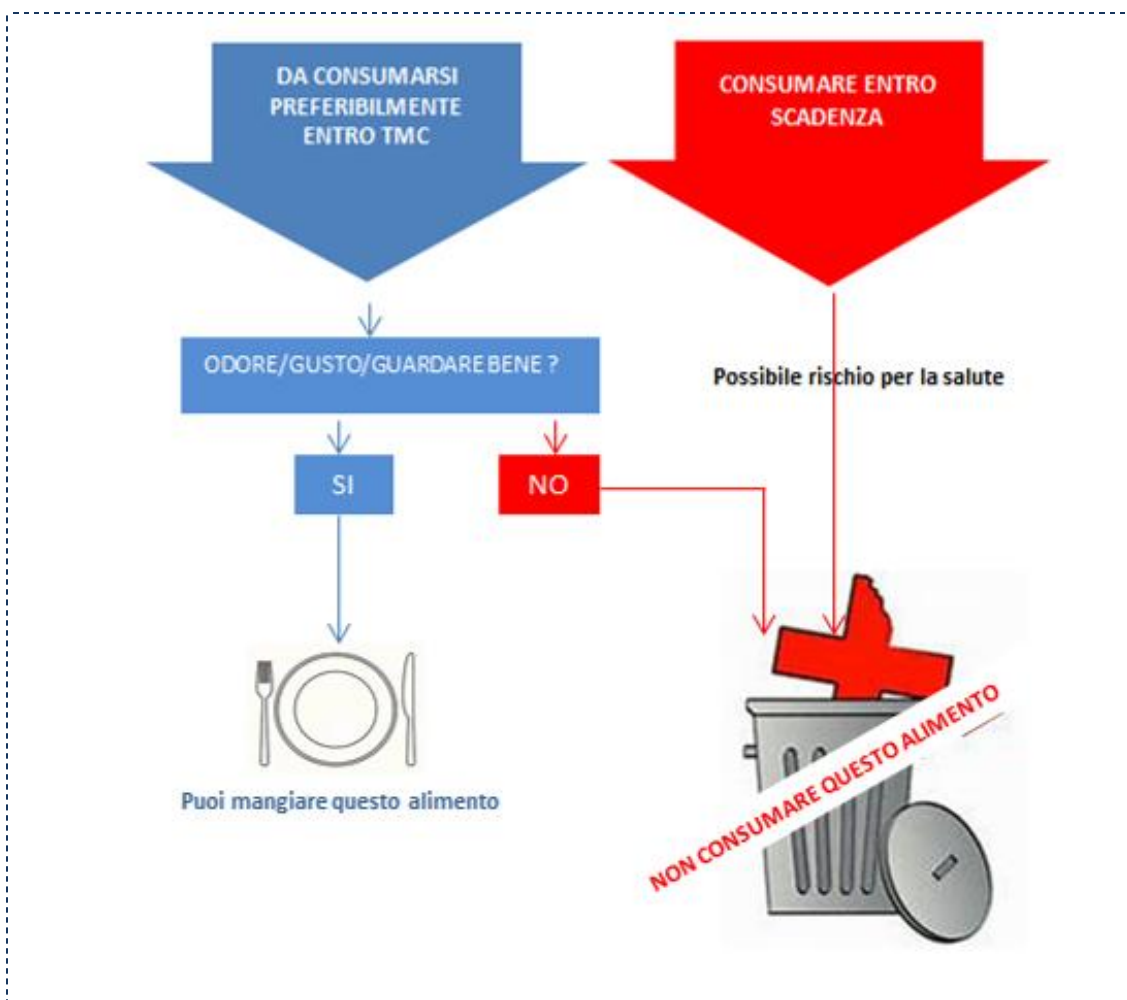 DA CONSUMARSI
PREFERIBILMENTE
ENTRO TMC
CONSUMARE ENTRO
SCADENZA
ODORE/GUSTO/GUARDARE BENE ?
Possibile rischio per la salute
SI
NO
Puoi mangiare questo alimento
NON CONSUMARE QUESTO ALIMENTO